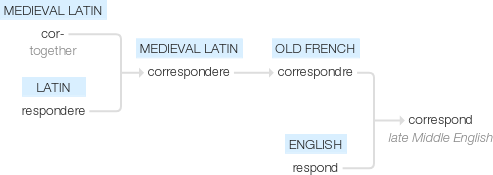 MEDIEVAL LATIN
cor-
together
LATIN
respondere
MEDIEVAL LATIN
correspondere
OLD FRENCH
correspondre
ENGLISH
respond
correspond
late Middle English